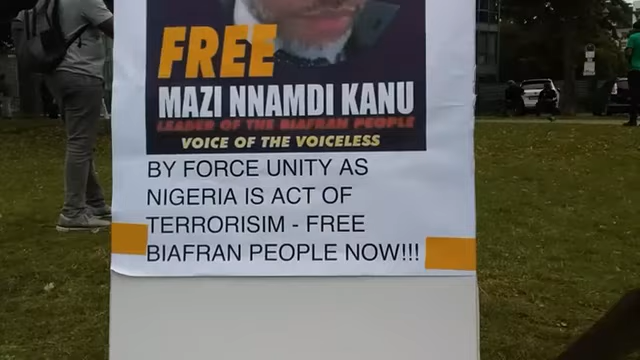 FREE
MAZI NNAMDI KANU
LEADER OF THE BIAFRAN PEOPLE
VOICE OF THE VOICELESS
BY FORCE UNITY AS
NIGERIA IS ACT OF
TERRORISIM - FREE
BIAFRAN PEOPLE NOW!!!